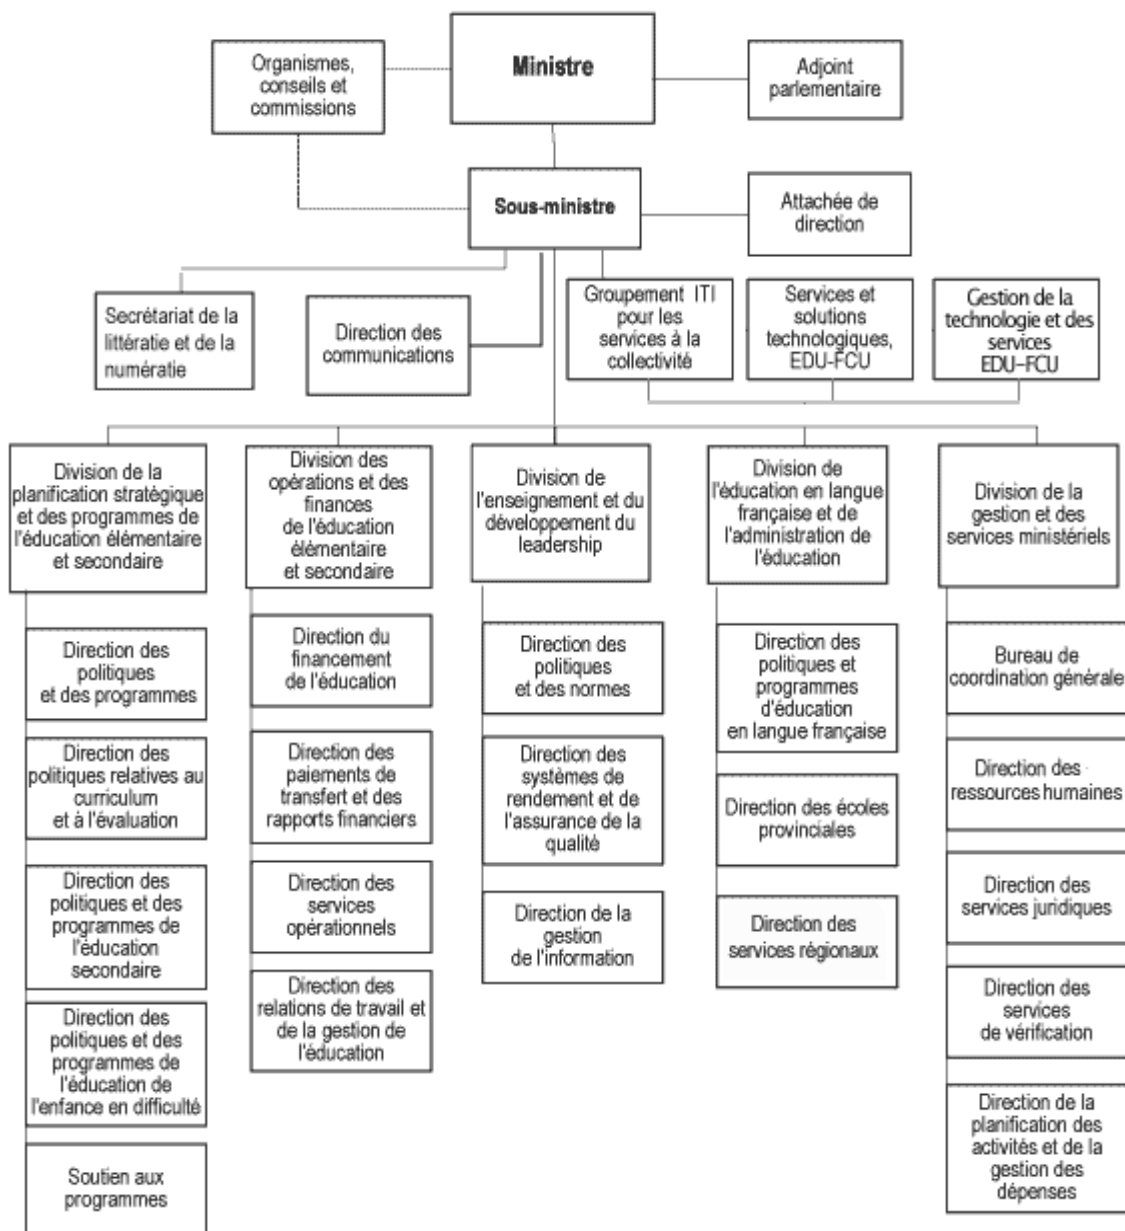 Organismes,
conseils et
commissions
Ministre
Adjoint
parlementaire
Sous-ministre
Attachée de
direction
Secrétariat de la
littératie et de la
numératie
Direction des
communications
Groupement ITI
pour les
services à la
collectivité
Services et
solutions
technologiques,
EDU-FCU
Gestion de la
technologie et des
services
EDU-FCU
Division de la
planification stratégique
et des programmes de
l'éducation élémentaire
et secondaire
Division des
opérations et des
finances
de l'éducation
élémentaire
et secondaire
Division de
l'enseignement et du
développement du
leadership
Division de
l'éducation en langue
française et de
l'administration de
l'éducation
Division de la
gestion et des
services ministériels
Direction des
politiques
et des programmes
Direction des
politiques relatives au
curriculum
et à l'évaluation
Direction des
politiques et des
programmes de
l'éducation
secondaire
Direction des
politiques et des
programmes de
l'éducation de
l'enfance en difficulté
Soutien aux
programmes
Direction du
financement
de l'éducation
Direction des
paiements de
transfert et des
rapports financiers
Direction des
services
opérationnels
Direction des
relations de travail et
de la gestion de
l'éducation
Direction des
politiques
et des normes
Direction des
systèmes de
rendement et de
l'assurance de la
qualité
Direction de la
gestion
de l'information
Direction des
politiques et
programmes
d'éducation
en langue française
Direction des écoles
provinciales
Direction des
services régionaux
Bureau de
coordination générale
Direction des
ressources humaines
Direction des
services juridiques
Direction des
services
de vérification
Direction de la
planification des
activités et de la
gestion des
dépenses